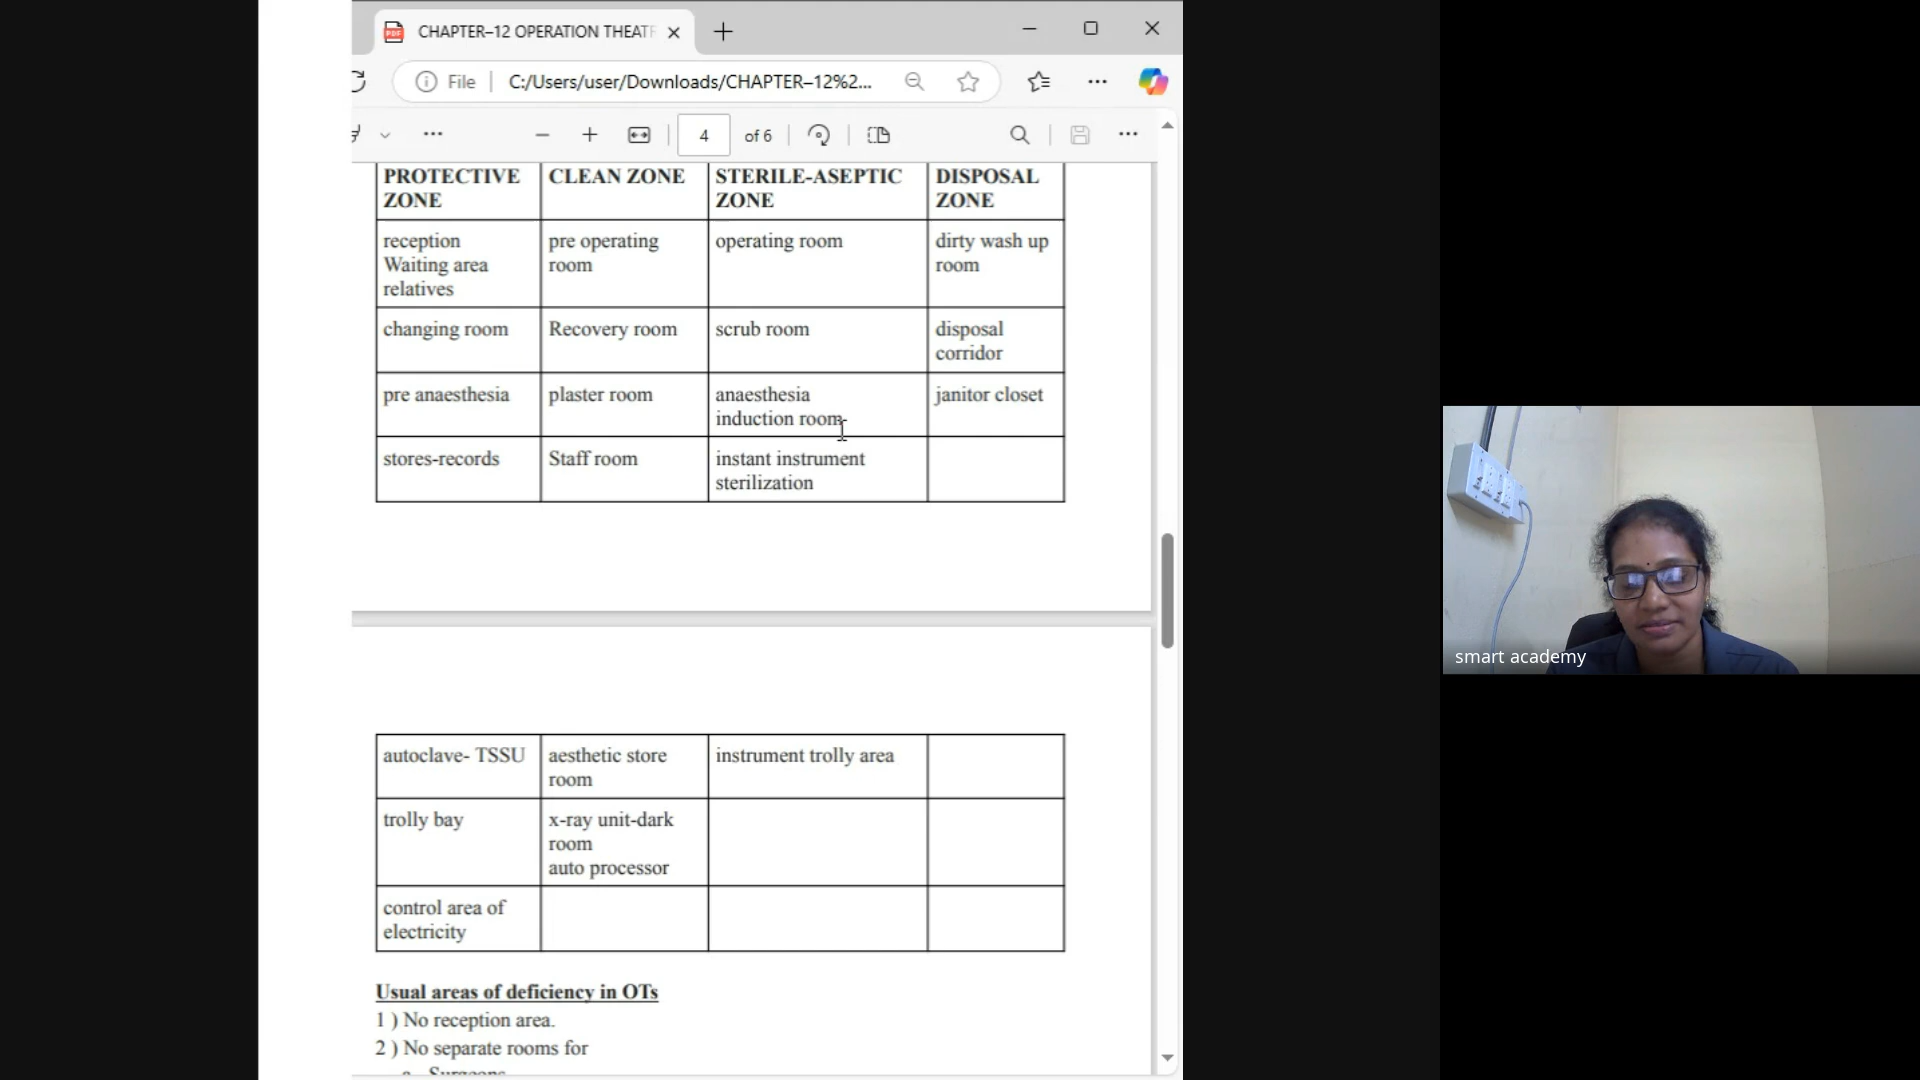 CHAPTER–12 OPERATION THEAT
File
C:/Users/user/Downloads/CHAPTER–12%2...
4 of 6
PROTECTIVE ZONE
CLEAN ZONE
STERILE-ASEPTIC ZONE
DISPOSAL ZONE
reception
Waiting area
relatives
pre operating
room
operating room
dirty wash up
room
changing room
Recovery room
scrub room
disposal
corridor
pre anaesthesia
plaster room
anaesthesia
induction room-
janitor closet
stores-records
Staff room
instant instrument
sterilization
autoclave- TSSU
aesthetic store
room
instrument trolly area
trolly bay
x-ray unit-dark
room
auto processor
control area of
electricity
Usual areas of deficiency in OTs
1 ) No reception area.
2 ) No separate rooms for
a. Surgeons
smart academy